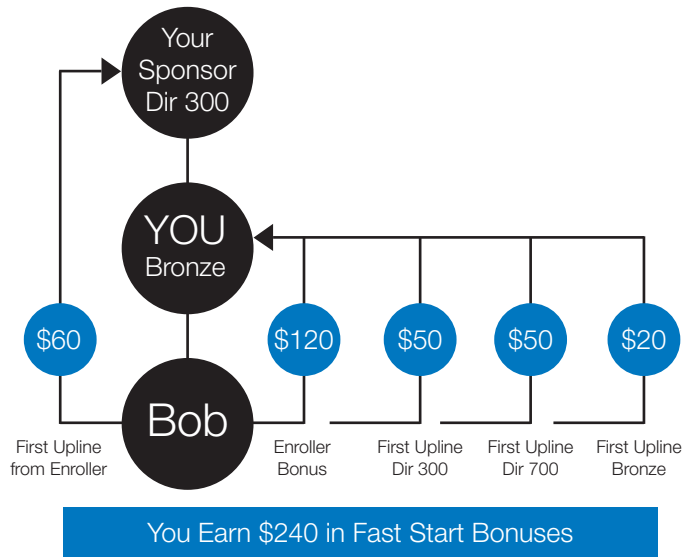 Your
Sponsor
Dir 300
YOU
Bronze
$60
$120
$50
$50
$20
Bob
First Upline
from Enroller
Enroller
Bonus
First Upline
Dir 300
First Upline
Dir 700
First Upline
Bronze
You Earn $240 in Fast Start Bonuses